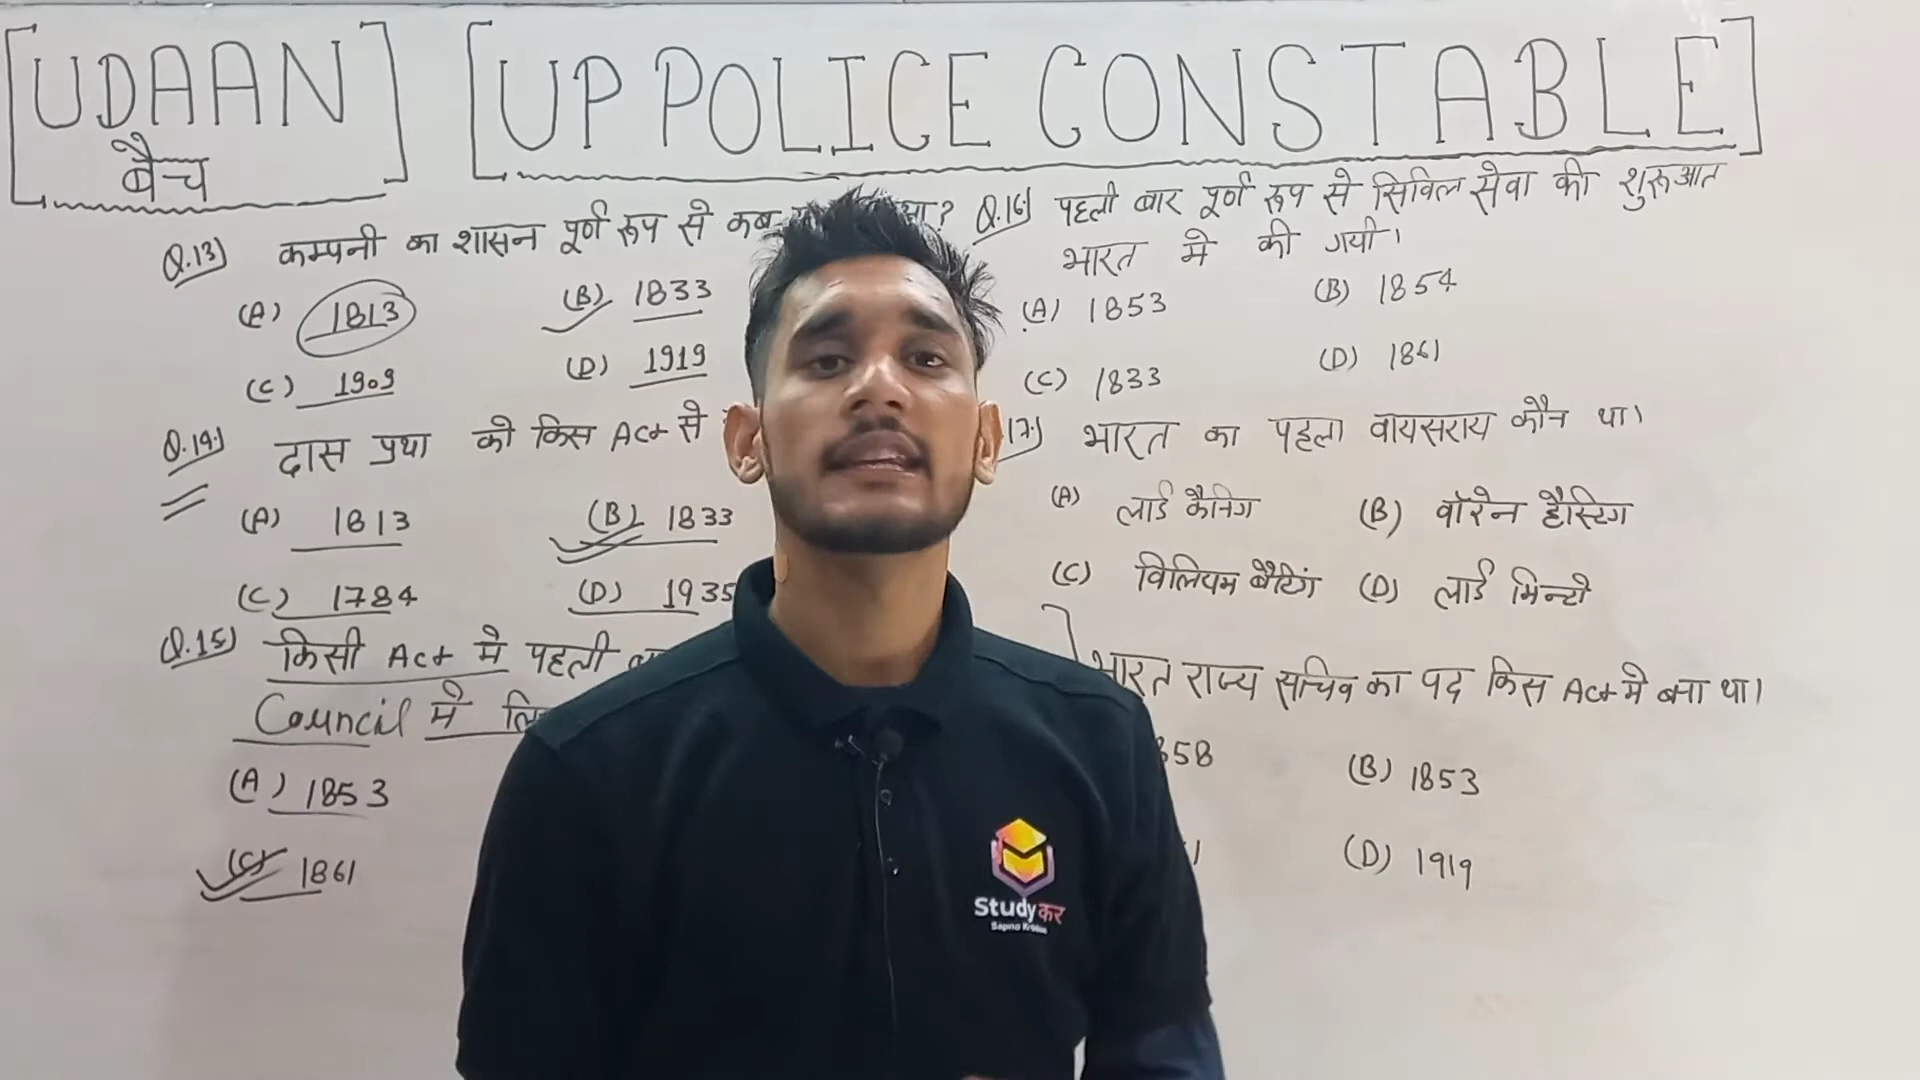 UDAAN
बैच
UP POLICE CONSTABLE
Q.13) कम्पनी का शासन पूर्ण रूप से कब था?
(A) 1813 (B) 1833
(C) 1909 (D) 1919
Q.14) दास प्रथा को किस Act से
(A) 1813 (B) 1833
(C) 1784 (D) 1935
Q.15) किसी Act मे पहली
Council मे
(A) 1853
(C) 1861
Q.16) पहली बार पूर्ण रूप से सिविल सेवा की शुरूआत
भारत मे की गयी।
(A) 1853 (B) 1854
(C) 1833 (D) 1861
17) भारत का पहला वायसराय कौन था।
(A) लार्ड कैनिग (B) वॉरेन हैस्टिग
(C) विलियम बैटिंग (D) लार्ड मिन्टो
भारत राज्य सचिव का पद किस Act मे बना था।
858 (B) 1853
(D) 1919
Study कर